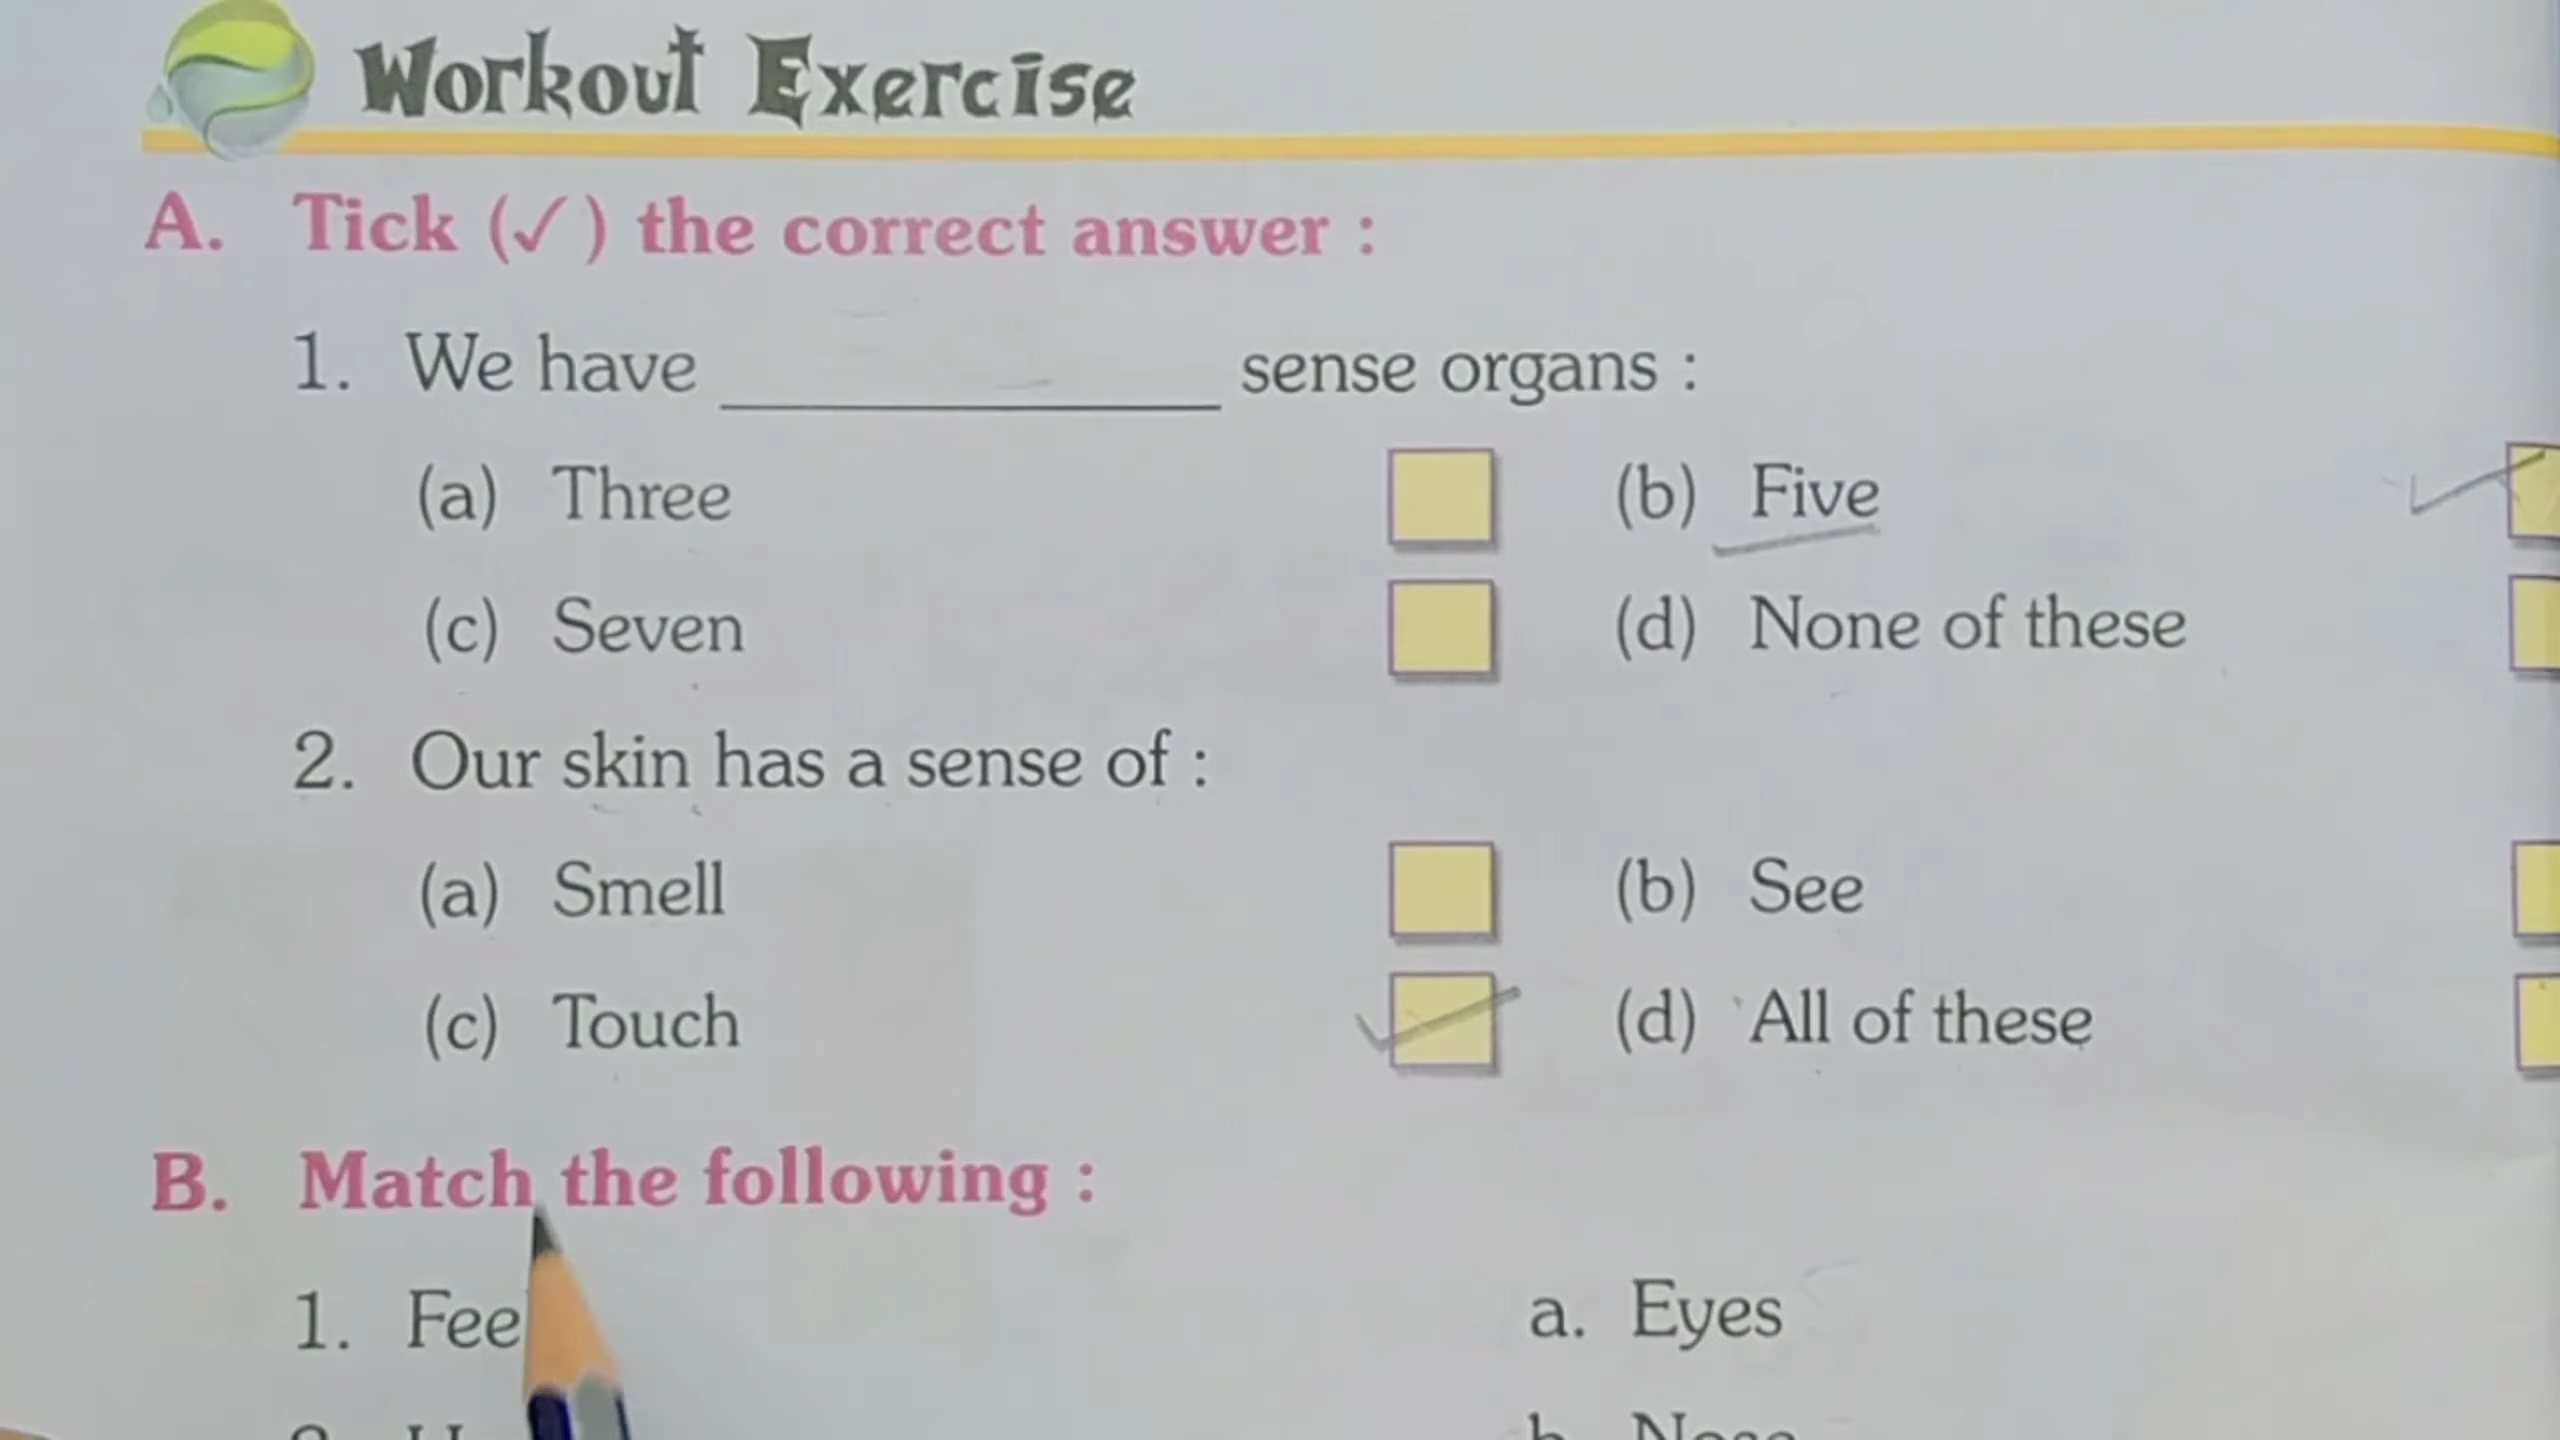 Workout Exercise
A. Tick (✓) the correct answer :
1. We have __________ sense organs :
(a) Three (b) Five
(c) Seven (d) None of these
2. Our skin has a sense of :
(a) Smell (b) See
(c) Touch (d) All of these
B. Match the following :
1. a. Eyes
b. Nose